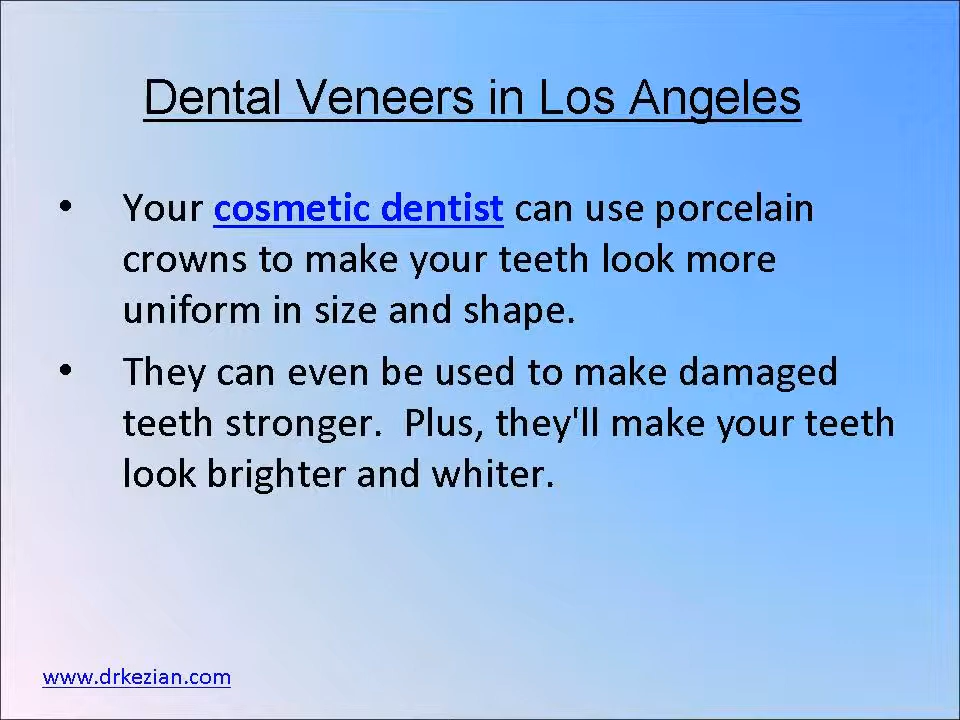 Dental Veneers in Los Angeles
• Your cosmetic dentist can use porcelain
crowns to make your teeth look more
uniform in size and shape.
• They can even be used to make damaged
teeth stronger.  Plus, they'll make your teeth
look brighter and whiter.
www.drkezian.com